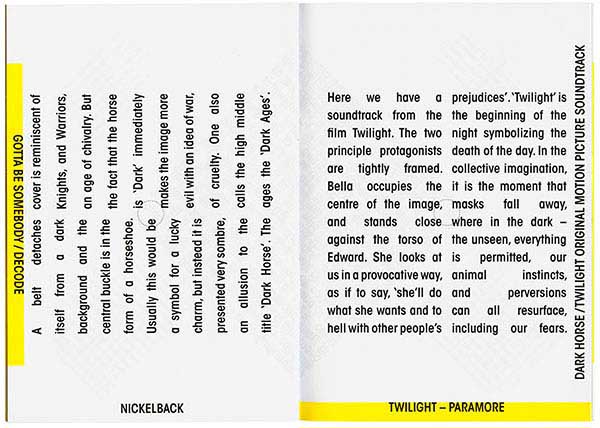 GOTTA BE SOMEBODY / DECODE
A belt detaches
itself from a dark
background and the
central buckle is in the
form of a horseshoe.
Usually this would be
a symbol for a lucky
charm, but instead it is
presented very sombre,
an allusion to the
title 'Dark Horse'. The
cover is reminiscent of
Knights, and Warriors,
an age of chivalry. But
the fact that the horse
is 'Dark' immediately
makes the image more
evil with an idea of war,
of cruelty. One also
calls the high middle
ages the 'Dark Ages'.
NICKELBACK
Here we have a
soundtrack from the
film Twilight. The two
principle protagonists
are tightly framed.
Bella occupies the
centre of the image,
and stands close
against the torso of
Edward. She looks at
us in a provocative way,
as if to say, 'she'll do
what she wants and to
hell with other people's
prejudices'. 'Twilight' is
the beginning of the
night symbolizing the
death of the day. In the
collective imagination,
it is the moment that
masks fall away,
where in the dark –
the unseen, everything
is permitted, our
animal instincts,
and perversions
can all resurface,
including our fears.
DARK HORSE / TWILIGHT ORIGINAL MOTION PICTURE SOUNDTRACK
TWILIGHT – PARAMORE